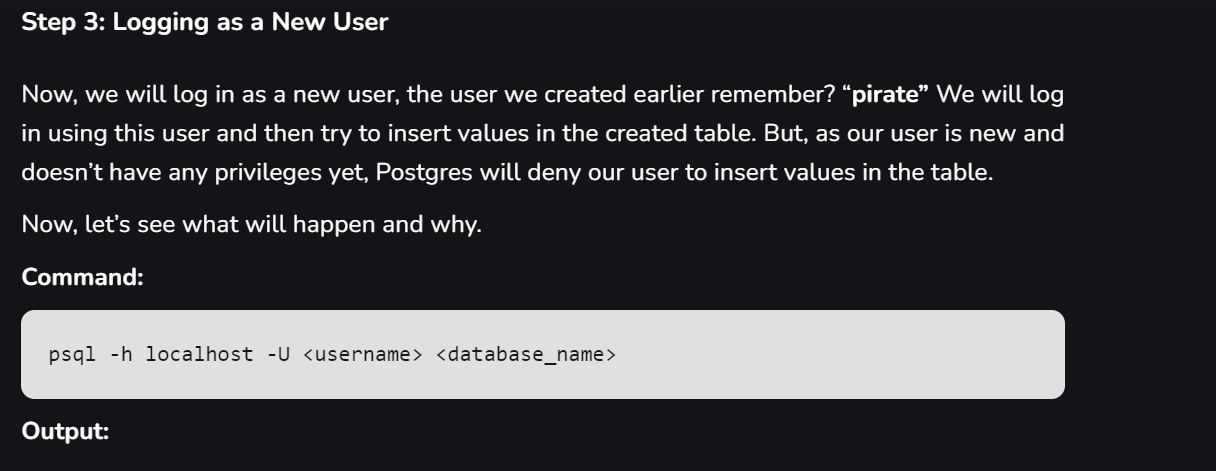 Step 3: Logging as a New User
Now, we will log in as a new user, the user we created earlier remember? “pirate” We will log
in using this user and then try to insert values in the created table. But, as our user is new and
doesn’t have any privileges yet, Postgres will deny our user to insert values in the table.
Now, let’s see what will happen and why.
Command:
psql -h localhost -U <username> <database_name>
Output: